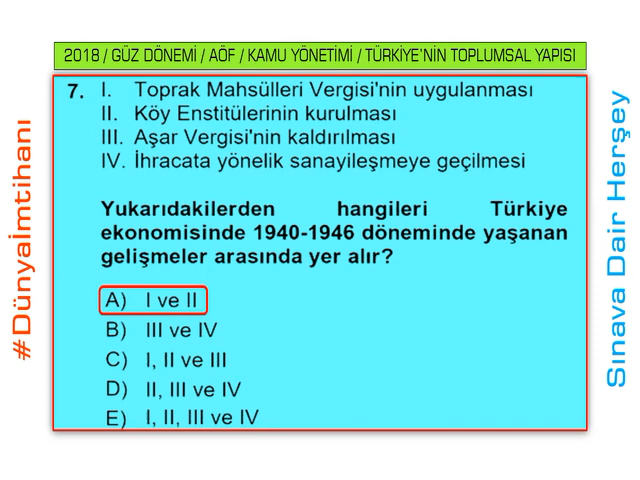 2018 / GÜZ DÖNEMİ / AÖF / KAMU YÖNETİMİ / TÜRKİYE'NİN TOPLUMSAL YAPISI
#Dünyaİmtihanı
7. I. Toprak Mahsülleri Vergisi'nin uygulanması
II. Köy Enstitülerinin kurulması
III. Aşar Vergisi'nin kaldırılması
IV. İhracata yönelik sanayileşmeye geçilmesi
Yukarıdakilerden hangileri Türkiye
ekonomisinde 1940-1946 döneminde yaşanan
gelişmeler arasında yer alır?
A) I ve II
B) III ve IV
C) I, II ve III
D) II, III ve IV
E) I, II, III ve IV
Sınava Dair Herşey